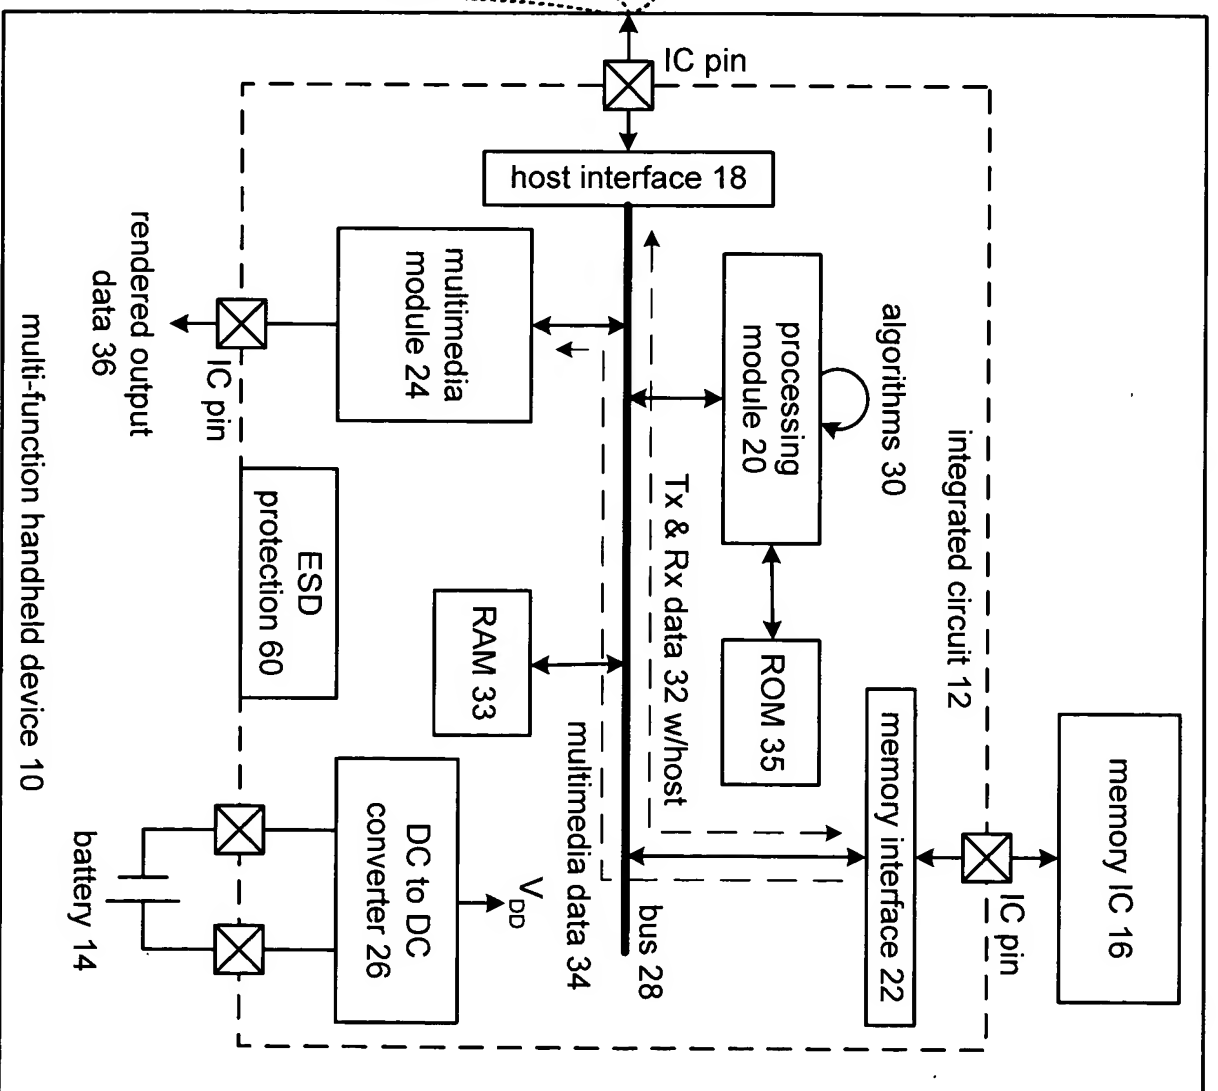 IC pin
host interface 18
rendered output
data 36
IC pin
multimedia
module 24
processing
module 20
algorithms 30
integrated circuit 12
Tx & Rx data 32 w/host
ESD
protection 60
RAM 33
ROM 35
memory interface 22
IC pin
memory IC 16
multimedia data 34
bus 28
DC to DC
converter 26
VDD
battery 14
multi-function handheld device 10